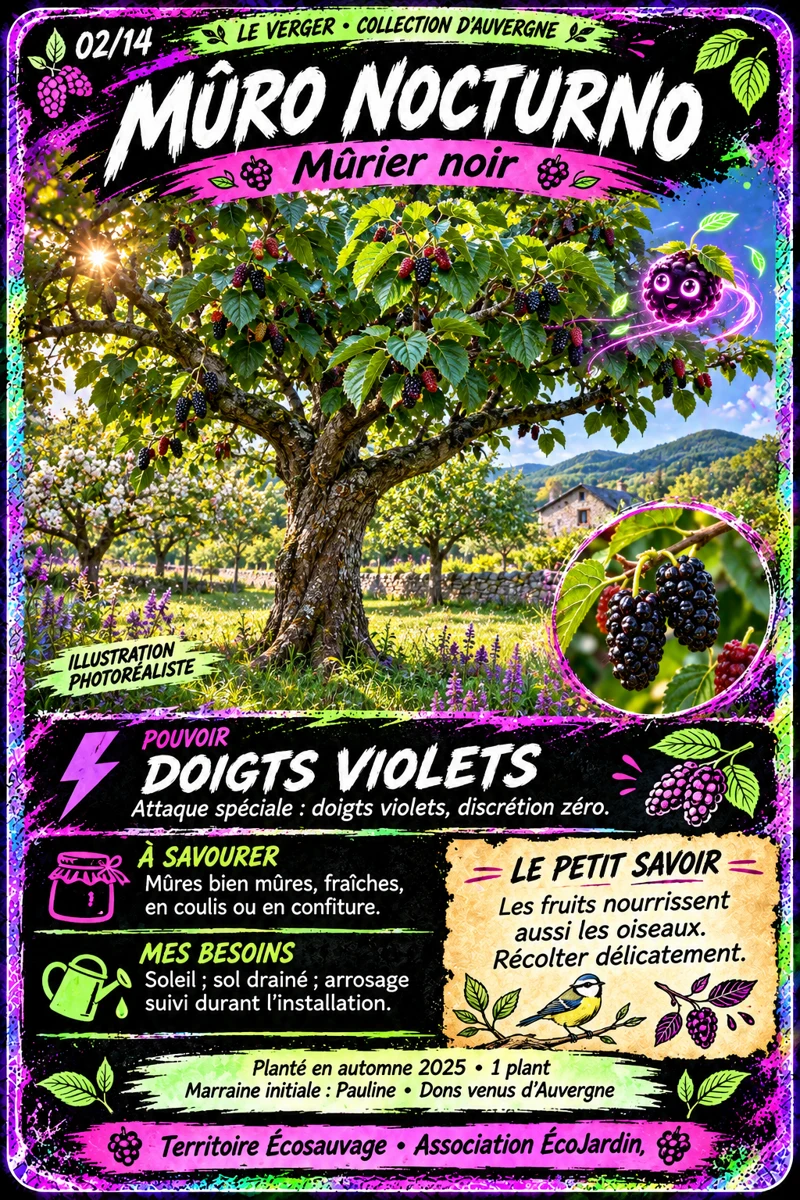 02/14
LE VERGER • COLLECTION D'AUVERGNE
MÛRO NOCTURNO
Mûrier noir
ILLUSTRATION
PHOTORÉALISTE
POUVOIR
DOIGTS VIOLETS
Attaque spéciale : doigts violets, discrétion zéro.
À SAVOURER
Mûres bien mûres, fraîches,
en coulis ou en confiture.
MES BESOINS
Soleil ; sol drainé ; arrosage
suivi durant l'installation.
LE PETIT SAVOIR
Les fruits nourrissent
aussi les oiseaux.
Récolter délicatement.
Planté en automne 2025 • 1 plant
Marraine initiale : Pauline • Dons venus d'Auvergne
Territoire Écosauvage • Association ÉcoJardin,